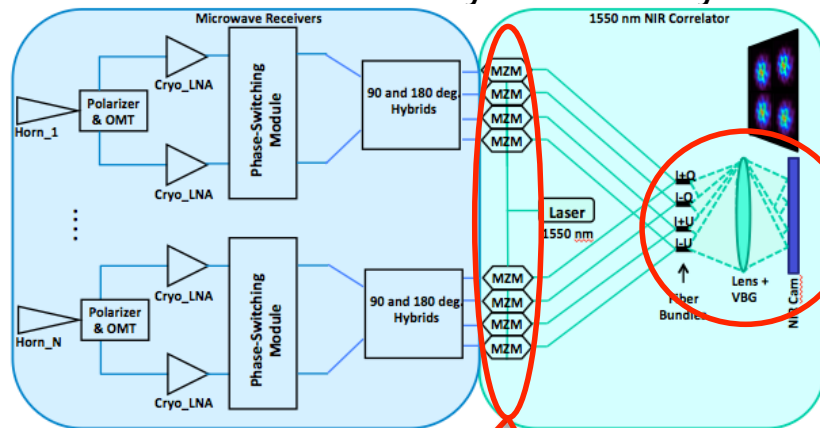 Microwave Receivers
1550 nm NIR Correlator
Horn_1
Polarizer
& OMT
Cryo_LNA
Cryo_LNA
Phase-Switching
Module
90 and 180 deg.
Hybrids
MZM
MZM
MZM
MZM
Laser
1550 nm
I+Q
I-Q
I+U
I-U
Fiber
Bundles
Lens +
VBG
NIR Cam
Horn_N
Polarizer
& OMT
Cryo_LNA
Cryo_LNA
Phase-Switching
Module
90 and 180 deg.
Hybrids
MZM
MZM
MZM
MZM